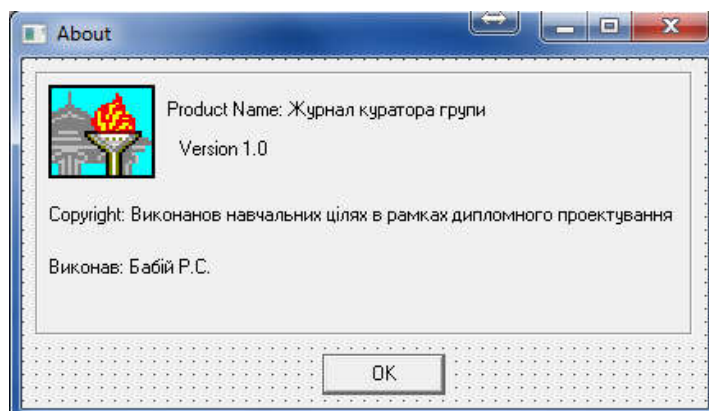 About
Product Name: Журнал куратора групи
Version 1.0
Copyright: Виконанов навчальних цілях в рамках дипломного проектування
Виконав: Бабій Р.С.
OK